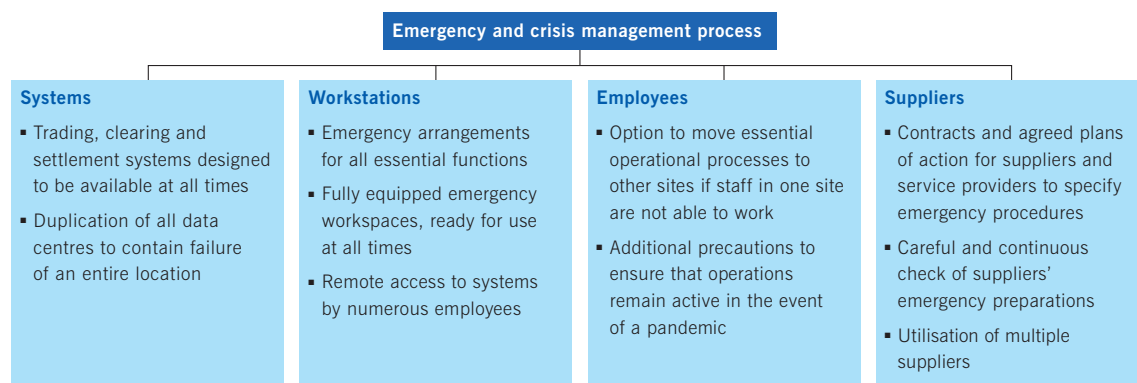 Emergency and crisis management process
Systems
▪ Trading, clearing and
settlement systems designed
to be available at all times
▪ Duplication of all data
centres to contain failure
of an entire location
Workstations
▪ Emergency arrangements
for all essential functions
▪ Fully equipped emergency
workspaces, ready for use
at all times
▪ Remote access to systems
by numerous employees
Employees
▪ Option to move essential
operational processes to
other sites if staff in one site
are not able to work
▪ Additional precautions to
ensure that operations
remain active in the event
of a pandemic
Suppliers
▪ Contracts and agreed plans
of action for suppliers and
service providers to specify
emergency procedures
▪ Careful and continuous
check of suppliers’
emergency preparations
▪ Utilisation of multiple
suppliers